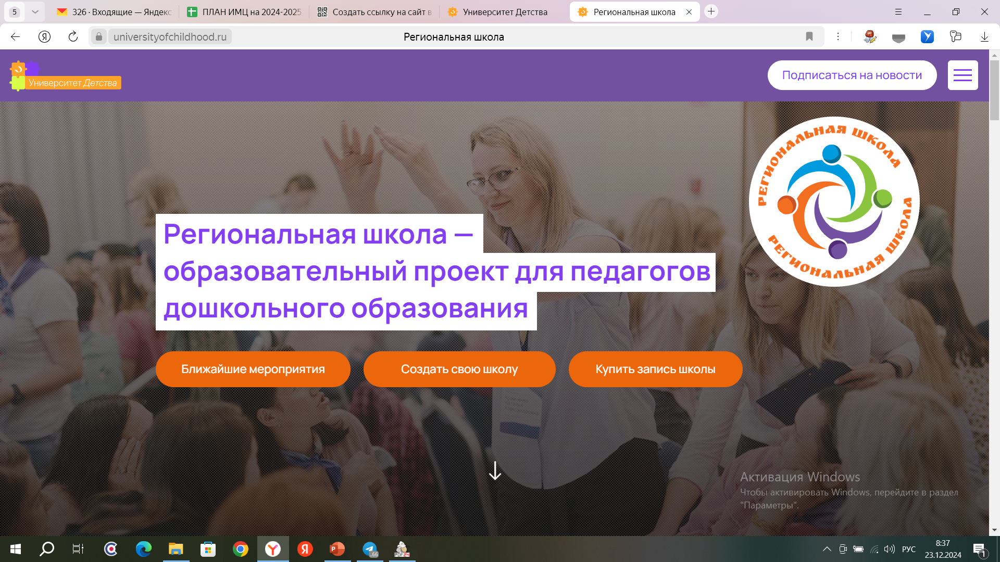 5
326 · Входящие — Яндекс
ПЛАН ИМЦ на 2024-2025
Создать ссылку на сайт в
Университет Детства
Региональная школа
universityofchildhood.ru
Региональная школа
Университет Детства
Подписаться на новости
РЕГИОНАЛЬНАЯ ШКОЛА
РЕГИОНАЛЬНАЯ ШКОЛА
Региональная школа —
образовательный проект для педагогов
дошкольного образования
Ближайшие мероприятия
Создать свою школу
Купить запись школы
Активация Windows
Чтобы активировать Windows, перейдите в раздел
"Параметры".
66
PDF24
РУС
8:37
23.12.2024
1